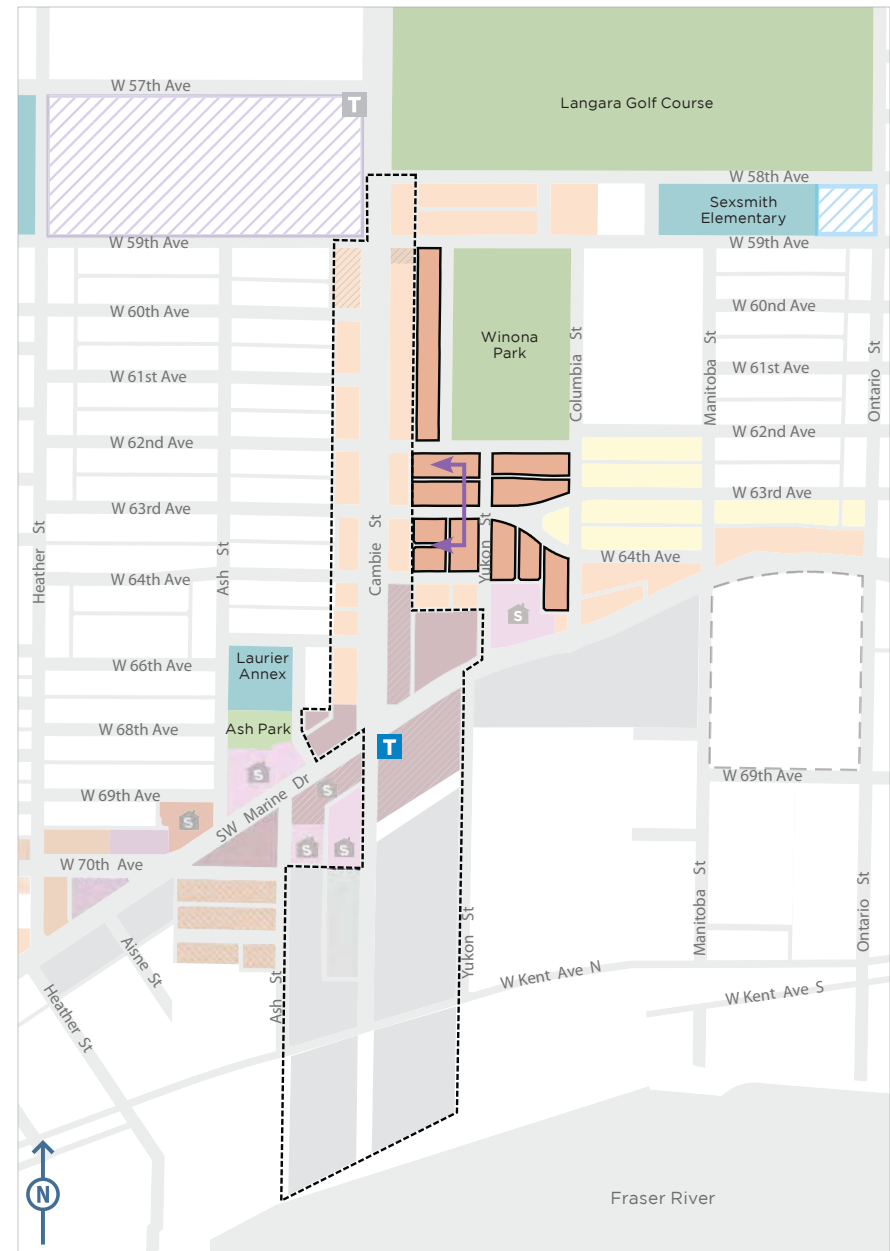 W 57th Ave
T
Langara Golf Course
W 58th Ave
Sexsmith
Elementary
W 59th Ave
W 59th Ave
W 60th Ave
W 60nd Ave
Winona
Park
Columbia St
Manitoba St
Ontario St
W 61st Ave
W 61st Ave
W 62nd Ave
W 62nd Ave
W 63rd Ave
W 63rd Ave
Heather St
Ash St
Cambie St
Yukon St
W 64th Ave
W 64th Ave
S
W 66th Ave
Laurier
Annex
W 68th Ave
Ash Park
T
W 69th Ave
S
S
W 69th Ave
SW Marine Dr
S
S
S
W 70th Ave
Aisne St
Heather St
Ash St
Yukon St
Manitoba St
Ontario St
W Kent Ave N
W Kent Ave S
N
Fraser River